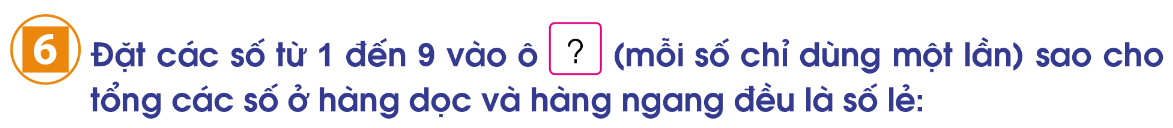 6 Đặt các số từ 1 đến 9 vào ô ? (mỗi số chỉ dùng một lần) sao cho
tổng các số ở hàng dọc và hàng ngang đều là số lẻ: